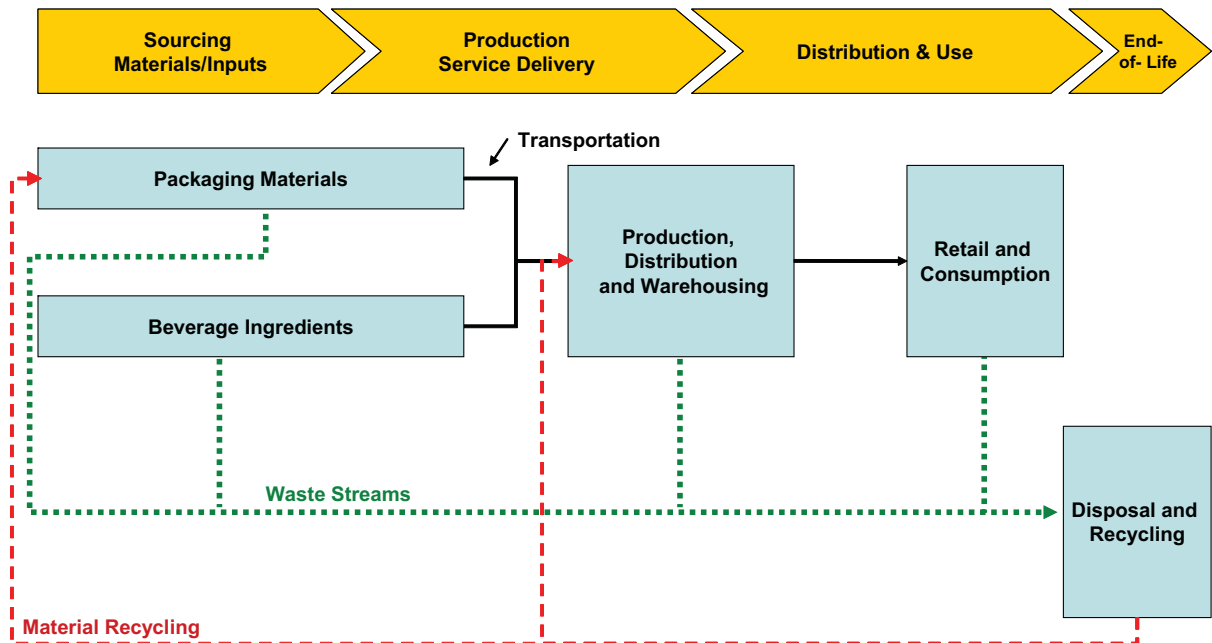 Sourcing
Materials/Inputs
Production
Service Delivery
Distribution & Use
End-
of- Life
Transportation
Packaging Materials
Production,
Distribution
and Warehousing
Retail and
Consumption
Beverage Ingredients
Waste Streams
Disposal and
Recycling
Material Recycling